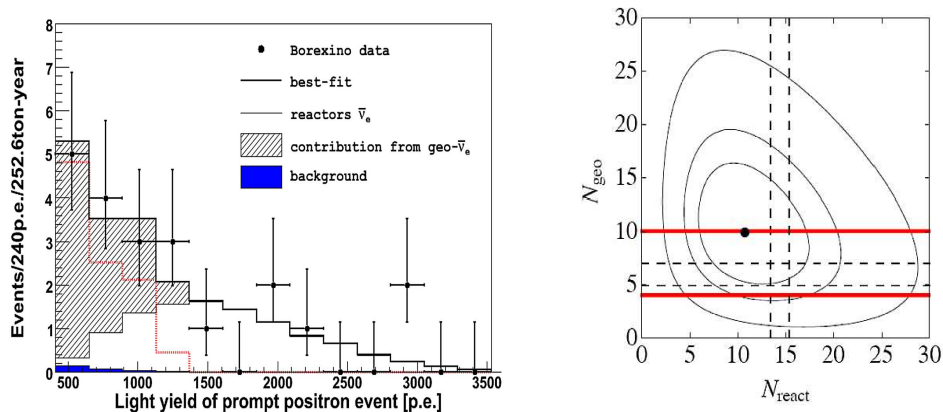 Events/240p.e./252.6ton-year
8
7
6
5
4
3
2
1
0
Borexino data
best-fit
reactors ν̄e
contribution from geo-ν̄e
background
500 1000 1500 2000 2500 3000 3500
Light yield of prompt positron event [p.e.]
Ngeo
30
25
20
15
10
5
0
0 5 10 15 20 25 30
Nreact